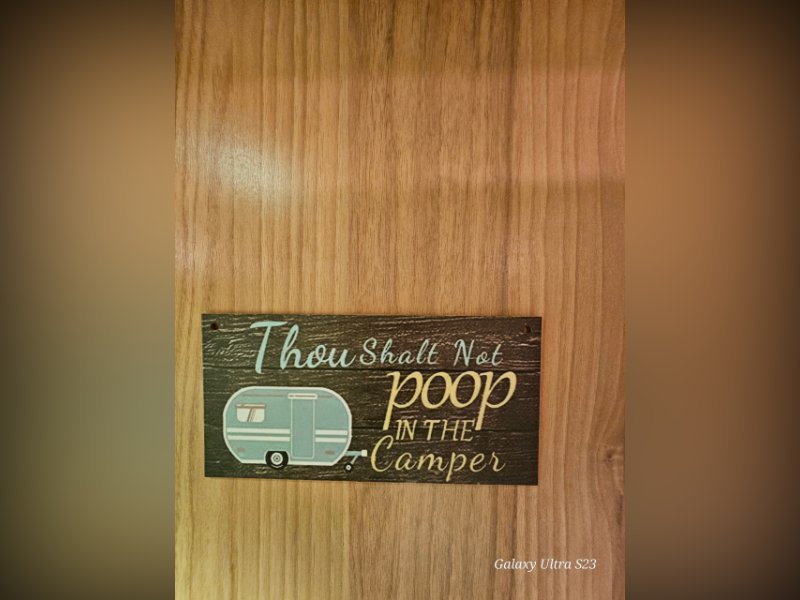 Thou Shalt Not
poop
IN THE
Camper
Galaxy Ultra S23